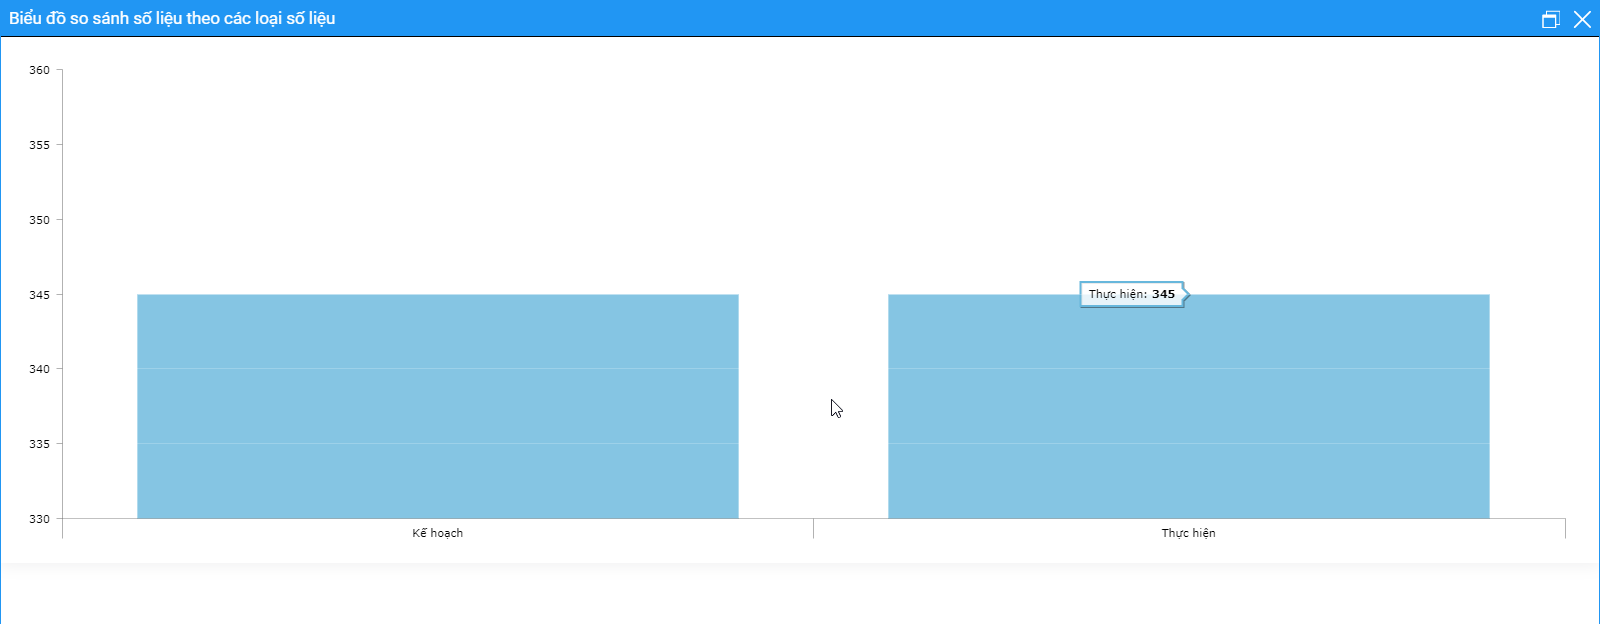 Biểu đồ so sánh số liệu theo các loại số liệu
360
355
350
345
340
335
330
Thực hiện: 345
Kế hoạch
Thực hiện